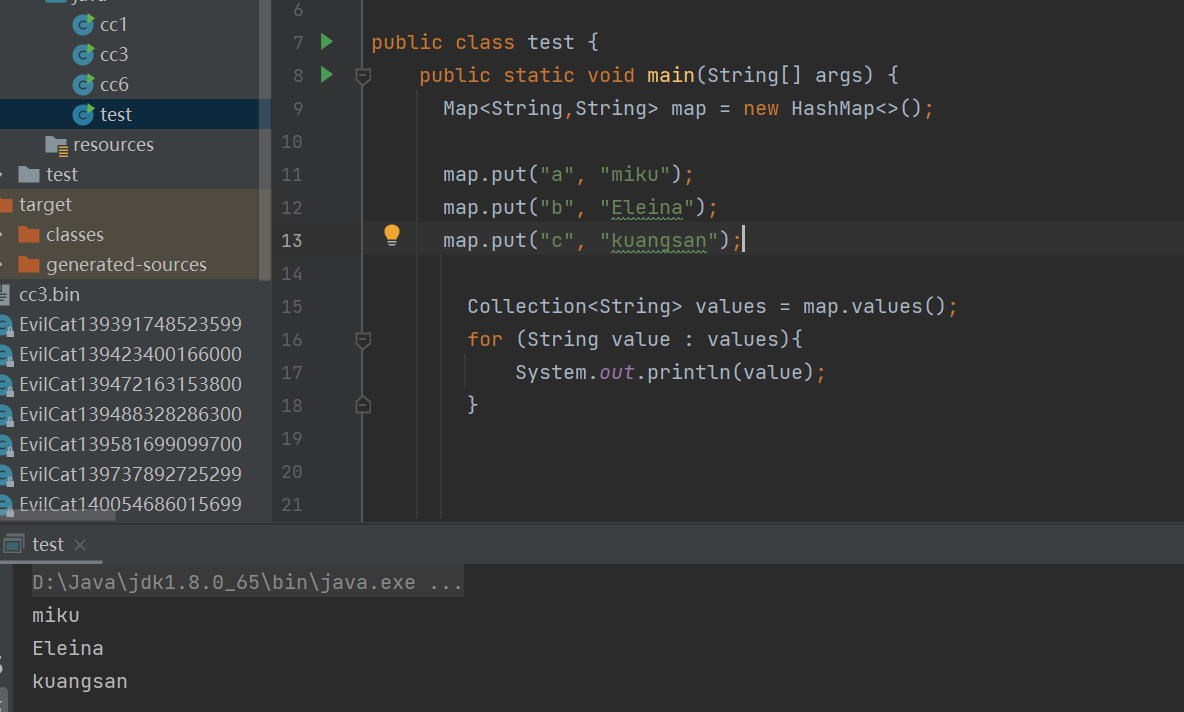 cc1
cc3
cc6
test
resources
test
target
classes
generated-sources
cc3.bin
EvilCat139391748523599
EvilCat139423400166000
EvilCat139472163153800
EvilCat139488328286300
EvilCat139581699099700
EvilCat139737892725299
EvilCat140054686015699
6
7 public class test {
8 public static void main(String[] args) {
9 Map<String,String> map = new HashMap<>();
10
11 map.put("a", "miku");
12 map.put("b", "Eleina");
13 map.put("c", "kuangsan");
14
15 Collection<String> values = map.values();
16 for (String value : values){
17 System.out.println(value);
18 }
19
20
21
test
D:\Java\jdk1.8.0_65\bin\java.exe ...
miku
Eleina
kuangsan